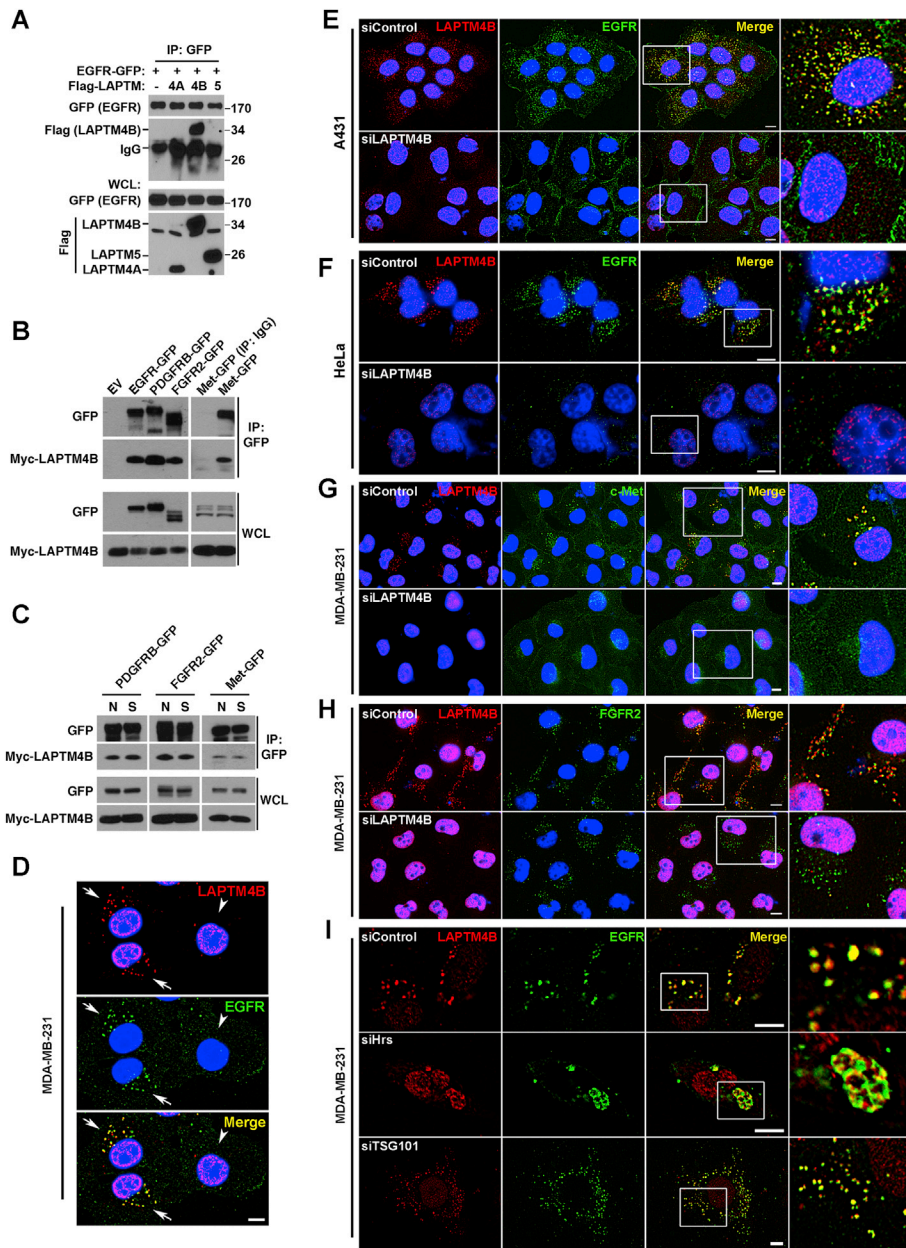 A
IP: GFP
EGFR-GFP: + + + +
Flag-LAPTM: - 4A 4B 5
GFP (EGFR) -170
Flag (LAPTM4B) -34
IgG
-26
WCL:
GFP (EGFR) -170
LAPTM4B -34
Flag
LAPTM5 -26
LAPTM4A
B
EV
EGFR-GFP
PDGFRB-GFP
FGFR2-GFP
Met-GFP (IP: IgG)
Met-GFP
GFP
Myc-LAPTM4B
IP: GFP
GFP
Myc-LAPTM4B
WCL
C
PDGFRB-GFP
FGFR2-GFP
Met-GFP
N S N S N S
GFP
Myc-LAPTM4B
IP: GFP
GFP
Myc-LAPTM4B
WCL
D
MDA-MB-231
LAPTM4B
EGFR
Merge
E
A431
siControl LAPTM4B EGFR Merge
siLAPTM4B
F
HeLa
siControl LAPTM4B EGFR Merge
siLAPTM4B
G
MDA-MB-231
siControl LAPTM4B c-Met Merge
siLAPTM4B
H
MDA-MB-231
siControl LAPTM4B FGFR2 Merge
siLAPTM4B
I
MDA-MB-231
siControl LAPTM4B EGFR Merge
siHrs
siTSG101